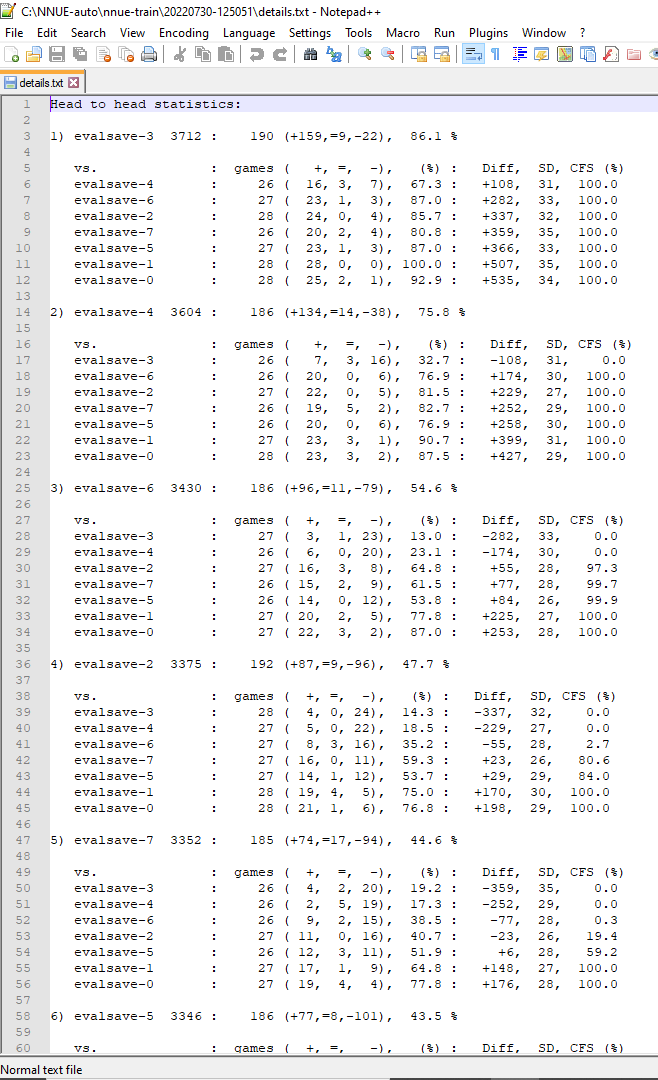 C:\NNUE-auto\nnue-train\20220730-125051\details.txt - Notepad++
File Edit Search View Encoding Language Settings Tools Macro Run Plugins Window ?
details.txt
1 Head to head statistics:
2
3 1) evalsave-3 3712 : 190 (+159,=9,-22), 86.1 %
4
5 vs. : games ( +, =, -), (%) : Diff, SD, CFS (%)
6 evalsave-4 : 26 ( 16, 3, 7), 67.3 : +108, 31, 100.0
7 evalsave-6 : 27 ( 23, 1, 3), 87.0 : +282, 33, 100.0
8 evalsave-2 : 28 ( 24, 0, 4), 85.7 : +337, 32, 100.0
9 evalsave-7 : 26 ( 20, 2, 4), 80.8 : +359, 35, 100.0
10 evalsave-5 : 27 ( 23, 1, 3), 87.0 : +366, 33, 100.0
11 evalsave-1 : 28 ( 28, 0, 0), 100.0 : +507, 35, 100.0
12 evalsave-0 : 28 ( 25, 2, 1), 92.9 : +535, 34, 100.0
13
14 2) evalsave-4 3604 : 186 (+134,=14,-38), 75.8 %
15
16 vs. : games ( +, =, -), (%) : Diff, SD, CFS (%)
17 evalsave-3 : 26 ( 7, 3, 16), 32.7 : -108, 31, 0.0
18 evalsave-6 : 26 ( 20, 0, 6), 76.9 : +174, 30, 100.0
19 evalsave-2 : 27 ( 22, 0, 5), 81.5 : +229, 27, 100.0
20 evalsave-7 : 26 ( 19, 5, 2), 82.7 : +252, 29, 100.0
21 evalsave-5 : 26 ( 20, 0, 6), 76.9 : +258, 30, 100.0
22 evalsave-1 : 27 ( 23, 3, 1), 90.7 : +399, 31, 100.0
23 evalsave-0 : 28 ( 23, 3, 2), 87.5 : +427, 29, 100.0
24
25 3) evalsave-6 3430 : 186 (+96,=11,-79), 54.6 %
26
27 vs. : games ( +, =, -), (%) : Diff, SD, CFS (%)
28 evalsave-3 : 27 ( 3, 1, 23), 13.0 : -282, 33, 0.0
29 evalsave-4 : 26 ( 6, 0, 20), 23.1 : -174, 30, 0.0
30 evalsave-2 : 27 ( 16, 3, 8), 64.8 : +55, 28, 97.3
31 evalsave-7 : 26 ( 15, 2, 9), 61.5 : +77, 28, 99.7
32 evalsave-5 : 26 ( 14, 0, 12), 53.8 : +84, 26, 99.9
33 evalsave-1 : 27 ( 20, 2, 5), 77.8 : +225, 27, 100.0
34 evalsave-0 : 27 ( 22, 3, 2), 87.0 : +253, 28, 100.0
35
36 4) evalsave-2 3375 : 192 (+87,=9,-96), 47.7 %
37
38 vs. : games ( +, =, -), (%) : Diff, SD, CFS (%)
39 evalsave-3 : 28 ( 4, 0, 24), 14.3 : -337, 32, 0.0
40 evalsave-4 : 27 ( 5, 0, 22), 18.5 : -229, 27, 0.0
41 evalsave-6 : 27 ( 8, 3, 16), 35.2 : -55, 28, 2.7
42 evalsave-7 : 27 ( 16, 0, 11), 59.3 : +23, 26, 80.6
43 evalsave-5 : 27 ( 14, 1, 12), 53.7 : +29, 29, 84.0
44 evalsave-1 : 28 ( 19, 4, 5), 75.0 : +170, 30, 100.0
45 evalsave-0 : 28 ( 21, 1, 6), 76.8 : +198, 29, 100.0
46
47 5) evalsave-7 3352 : 185 (+74,=17,-94), 44.6 %
48
49 vs. : games ( +, =, -), (%) : Diff, SD, CFS (%)
50 evalsave-3 : 26 ( 4, 2, 20), 19.2 : -359, 35, 0.0
51 evalsave-4 : 26 ( 2, 5, 19), 17.3 : -252, 29, 0.0
52 evalsave-6 : 26 ( 9, 2, 15), 38.5 : -77, 28, 0.3
53 evalsave-2 : 27 ( 11, 0, 16), 40.7 : -23, 26, 19.4
54 evalsave-5 : 26 ( 12, 3, 11), 51.9 : +6, 28, 59.2
55 evalsave-1 : 27 ( 17, 1, 9), 64.8 : +148, 27, 100.0
56 evalsave-0 : 27 ( 19, 4, 4), 77.8 : +176, 28, 100.0
57
58 6) evalsave-5 3346 : 186 (+77,=8,-101), 43.5 %
59
60 vs. : games ( +, =, -), (%) : Diff, SD, CFS (%)
Normal text file